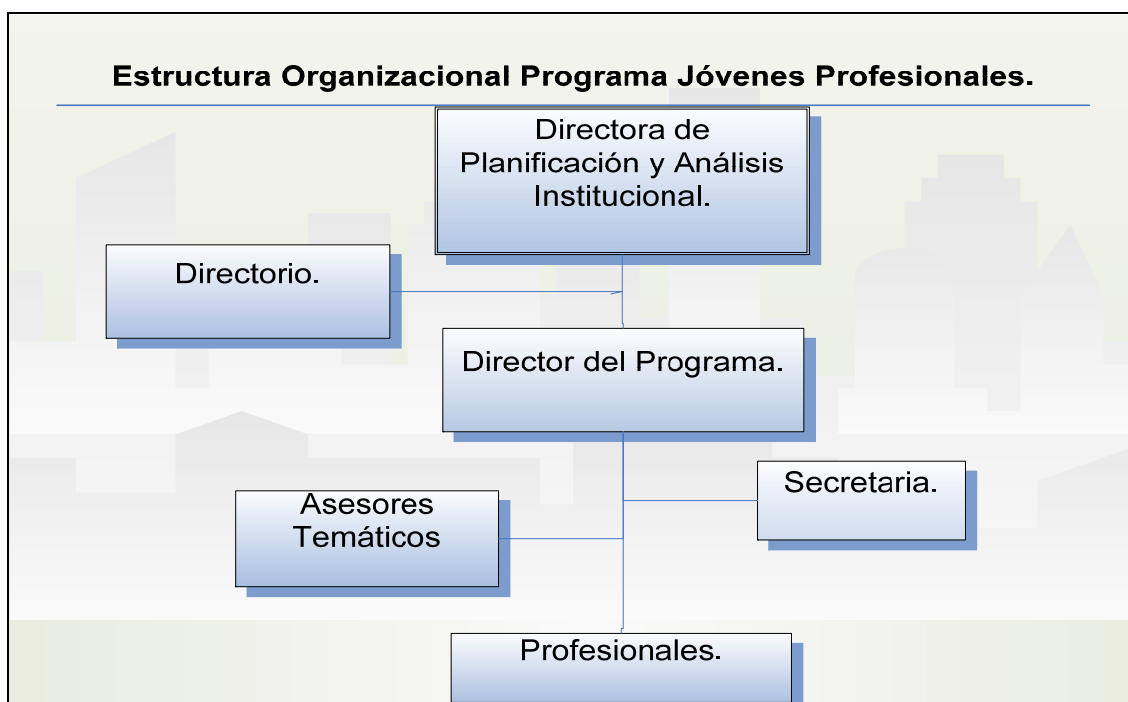 Estructura Organizacional Programa Jóvenes Profesionales.
Directora de
Planificación y Análisis
Institucional.
Directorio.
Director del Programa.
Secretaria.
Asesores
Temáticos
Profesionales.